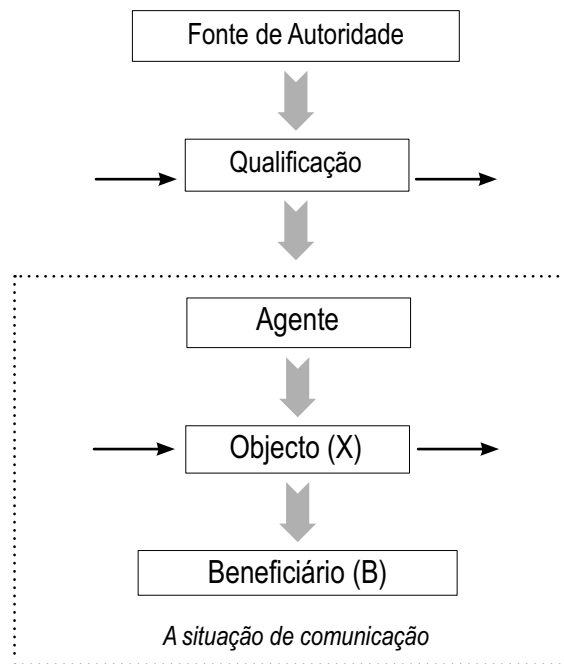 Fonte de Autoridade
Qualificação
Agente
Objecto (X)
Beneficiário (B)
A situação de comunicação